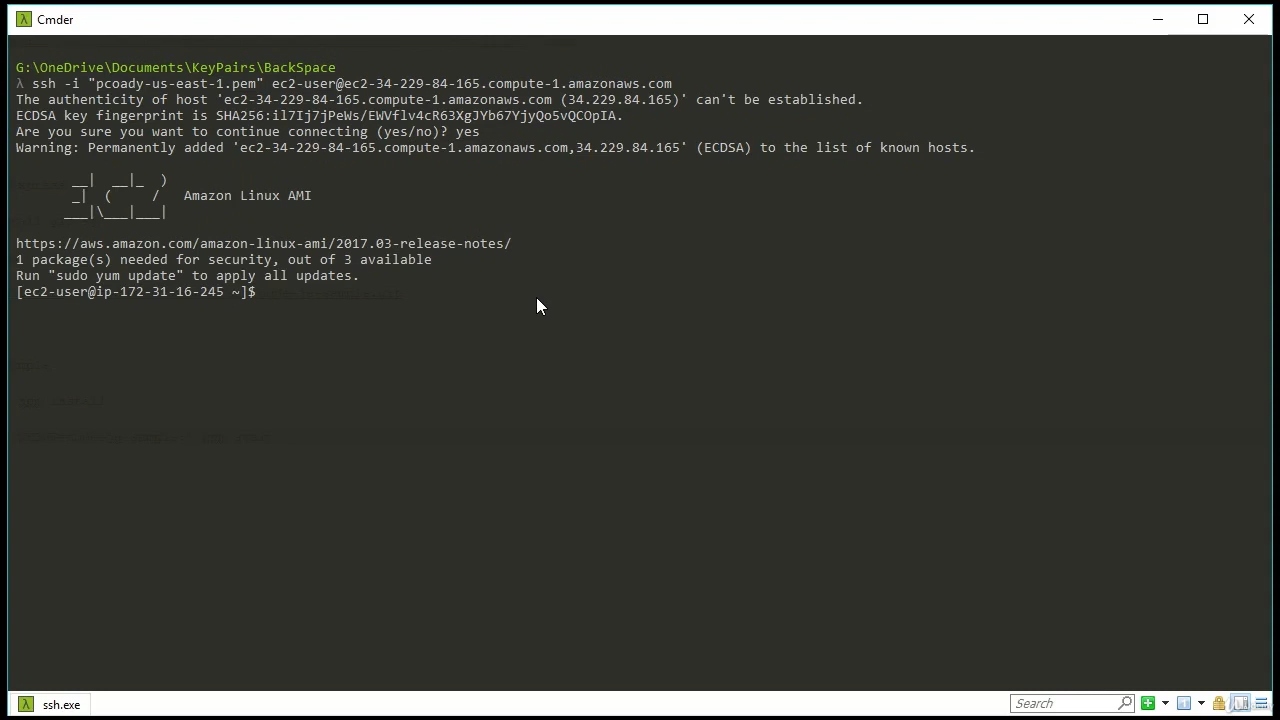 Cmder
G:\OneDrive\Documents\KeyPairs\BackSpace
λ ssh -i "pcoady-us-east-1.pem" ec2-user@ec2-34-229-84-165.compute-1.amazonaws.com
The authenticity of host 'ec2-34-229-84-165.compute-1.amazonaws.com (34.229.84.165)' can't be established.
ECDSA key fingerprint is SHA256:il7Ij7jPeWs/EWVflv4cR63XgJYb67YjyQo5vQCOpIA.
Are you sure you want to continue connecting (yes/no)? yes
Warning: Permanently added 'ec2-34-229-84-165.compute-1.amazonaws.com,34.229.84.165' (ECDSA) to the list of known hosts.
       __|  __|_  )
       _|  (     /   Amazon Linux AMI
      ___|\___|___|
https://aws.amazon.com/amazon-linux-ami/2017.03-release-notes/
1 package(s) needed for security, out of 3 available
Run "sudo yum update" to apply all updates.
[ec2-user@ip-172-31-16-245 ~]$
λ ssh.exe
Search